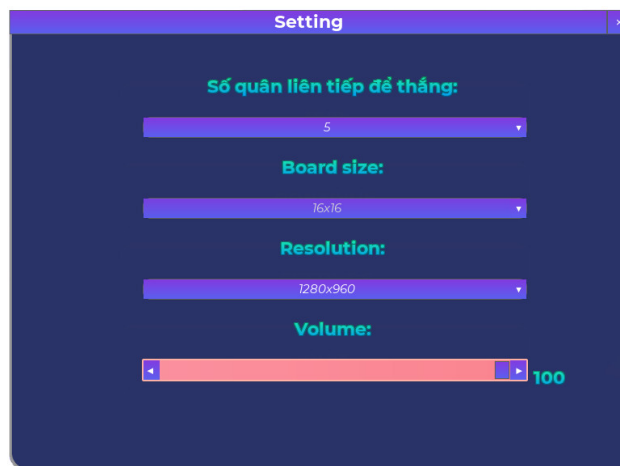 Setting
Số quân liên tiếp để thắng:
5
Board size:
16x16
Resolution:
1280x960
Volume:
100